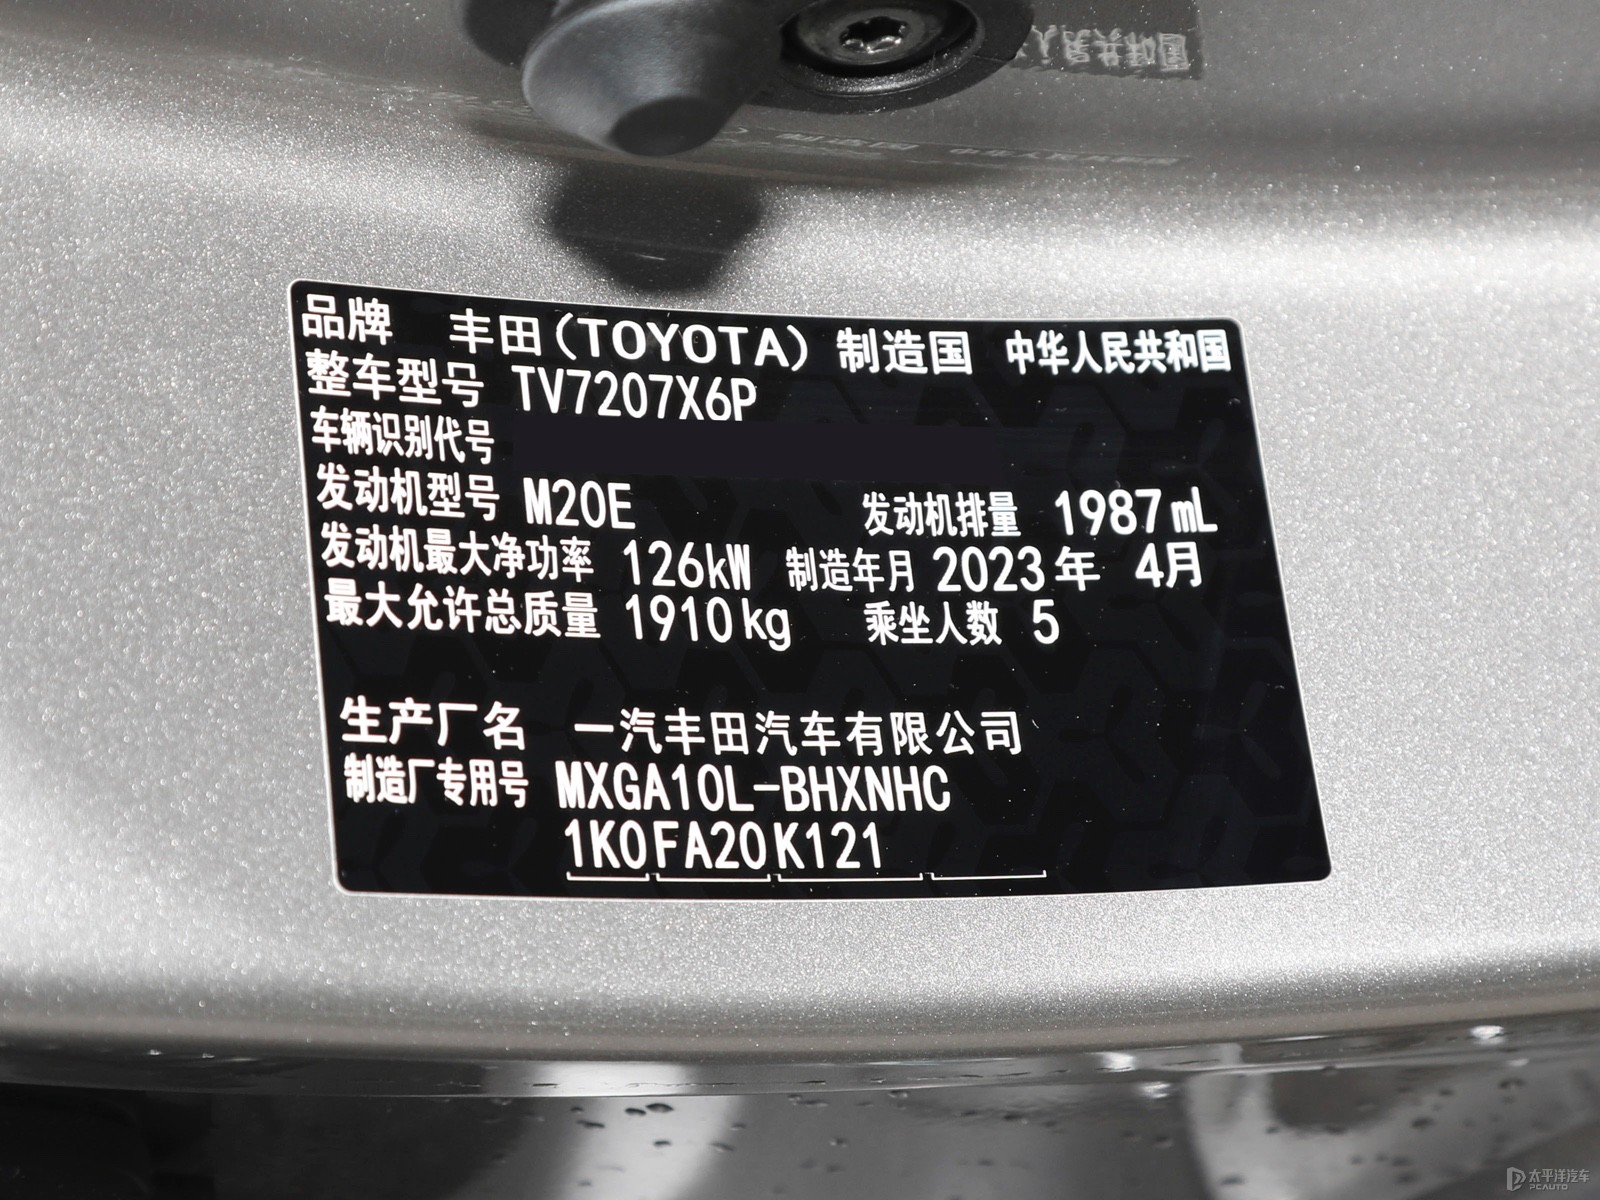 品牌 丰田(TOYOTA) 制造国 中华人民共和国
整车型号 TV7207X6P
车辆识别代号
发动机型号 M20E 发动机排量 1987mL
发动机最大净功率 126kW 制造年月 2023年 4月
最大允许总质量 1910kg 乘坐人数 5
生产厂名 一汽丰田汽车有限公司
制造厂专用号 MXGA10L-BHXNHC
1K0FA20K121
太平洋汽车
PCAUTO